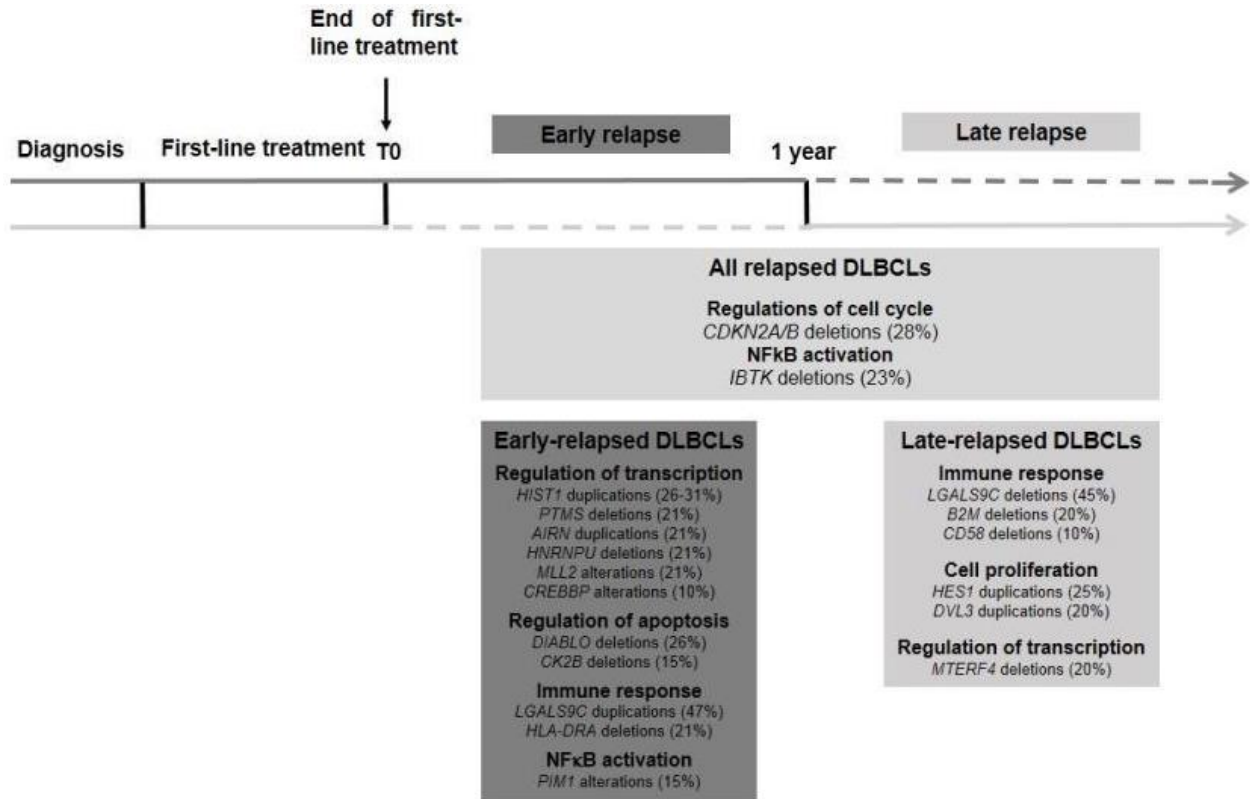 End of first-
line treatment
Early relapse
Late relapse
Diagnosis
First-line treatment
T0
1 year
All relapsed DLBCLs
Regulations of cell cycle
CDKN2A/B deletions (28%)
NFkB activation
IBTK deletions (23%)
Early-relapsed DLBCLs
Regulation of transcription
HIST1 duplications (26-31%)
PTMS deletions (21%)
AIRN duplications (21%)
HNRNPU deletions (21%)
MLL2 alterations (21%)
CREBBP alterations (10%)
Regulation of apoptosis
DIABLO deletions (26%)
CK2B deletions (15%)
Immune response
LGALS9C duplications (47%)
HLA-DRA deletions (21%)
NFκB activation
PIM1 alterations (15%)
Late-relapsed DLBCLs
Immune response
LGALS9C deletions (45%)
B2M deletions (20%)
CD58 deletions (10%)
Cell proliferation
HES1 duplications (25%)
DVL3 duplications (20%)
Regulation of transcription
MTERF4 deletions (20%)